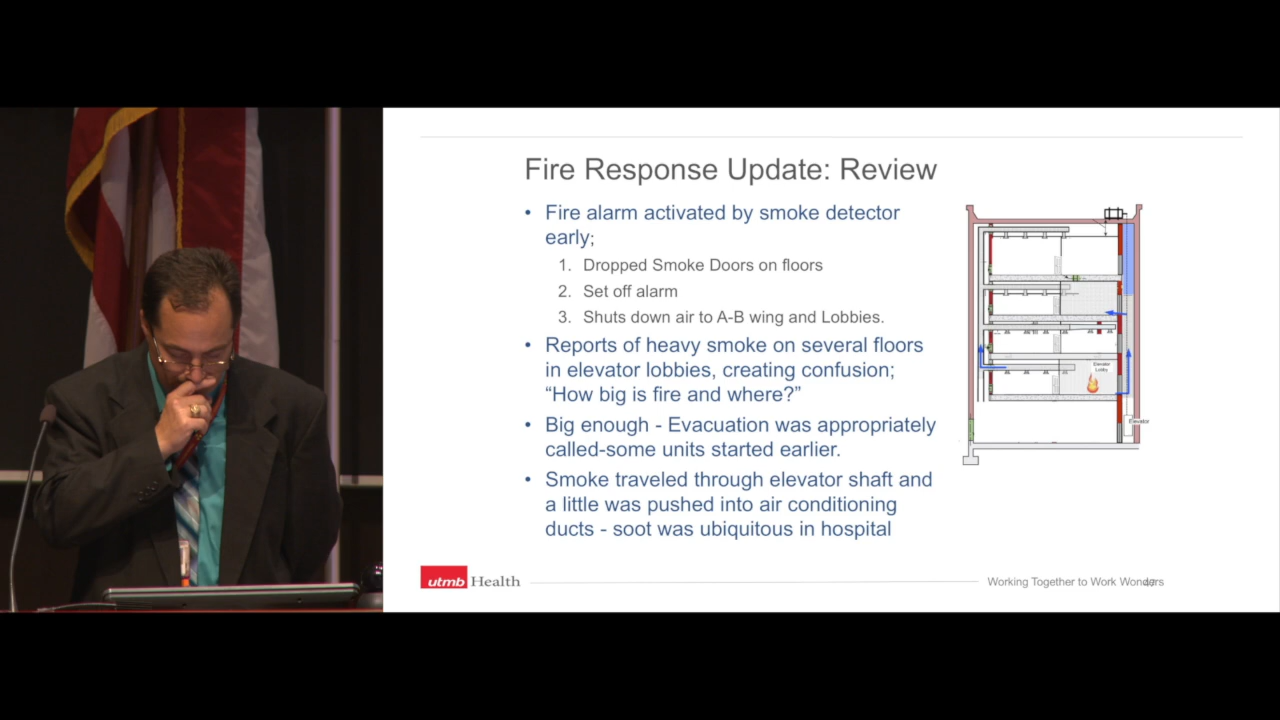 Fire Response Update: Review
• Fire alarm activated by smoke detector
early;
1. Dropped Smoke Doors on floors
2. Set off alarm
3. Shuts down air to A-B wing and Lobbies.
• Reports of heavy smoke on several floors
in elevator lobbies, creating confusion;
“How big is fire and where?”
• Big enough - Evacuation was appropriately
called-some units started earlier.
• Smoke traveled through elevator shaft and
a little was pushed into air conditioning
ducts - soot was ubiquitous in hospital
Elevator
Lobby
Elevator
utmb Health
Working Together to Work Wonders